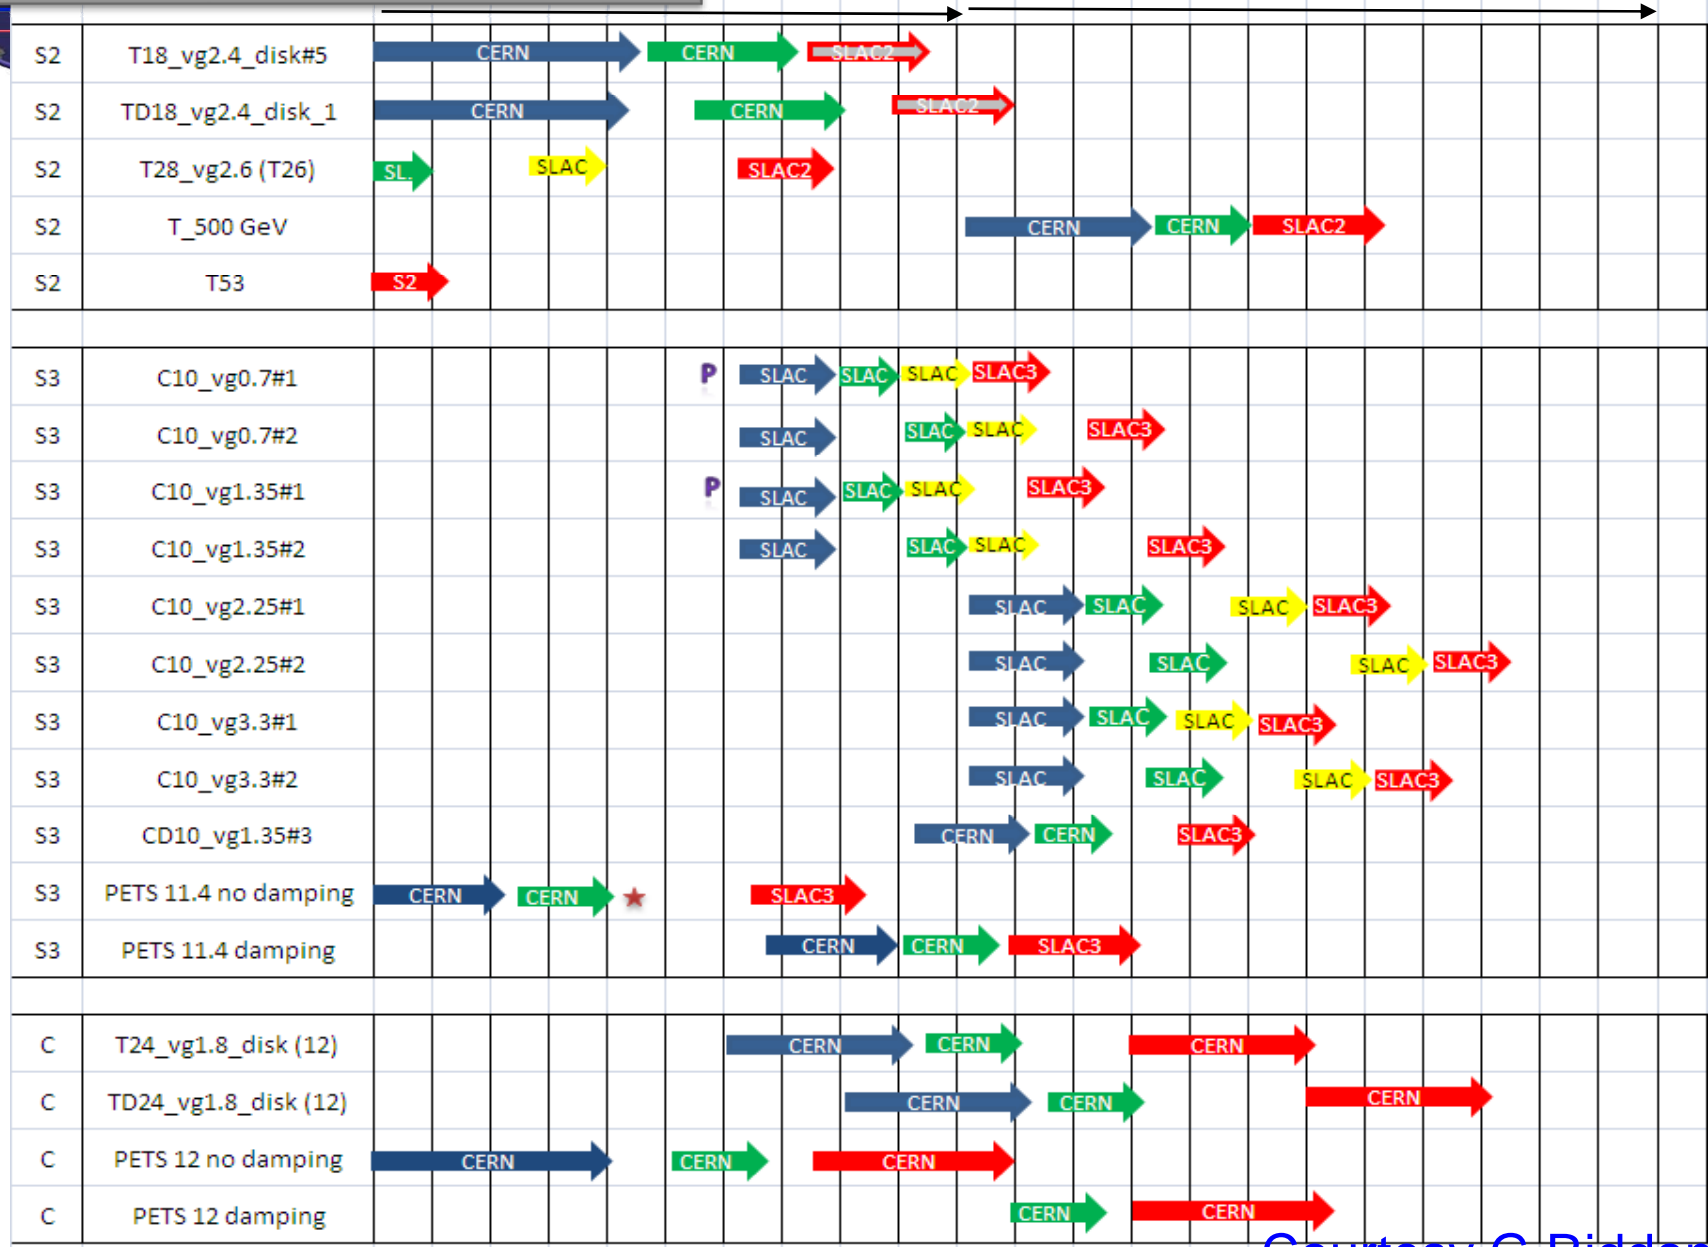 S2 T18_vg2.4_disk#5 CERN CERN SLAC2
S2 TD18_vg2.4_disk_1 CERN CERN SLAC2
S2 T28_vg2.6 (T26) SL. SLAC SLAC2
S2 T_500 GeV CERN CERN SLAC2
S2 T53 S2
S3 C10_vg0.7#1 P SLAC SLAC SLAC SLAC3
S3 C10_vg0.7#2 SLAC SLAC SLAC SLAC3
S3 C10_vg1.35#1 P SLAC SLAC SLAC SLAC3
S3 C10_vg1.35#2 SLAC SLAC SLAC SLAC3
S3 C10_vg2.25#1 SLAC SLAC SLAC SLAC3
S3 C10_vg2.25#2 SLAC SLAC SLAC SLAC3
S3 C10_vg3.3#1 SLAC SLAC SLAC SLAC3
S3 C10_vg3.3#2 SLAC SLAC SLAC SLAC3
S3 CD10_vg1.35#3 CERN CERN SLAC3
S3 PETS 11.4 no damping CERN CERN SLAC3
S3 PETS 11.4 damping CERN CERN SLAC3
C T24_vg1.8_disk (12) CERN CERN CERN
C TD24_vg1.8_disk (12) CERN CERN CERN
C PETS 12 no damping CERN CERN CERN
C PETS 12 damping CERN CERN